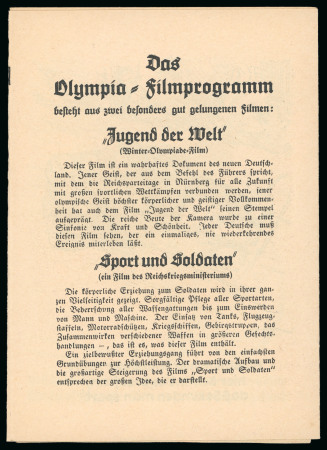 Das
Olympia = Filmprogramm
besteht aus zwei besonders gut gelungenen Filmen:
„Jugend der Welt"
(Winter-Olympiade-Film)
Dieser Film ist ein wahrhaftes Dokument des neuen Deutsch-
land. Jener Geist, der aus dem Befehl des Führers spricht,
mit dem die Reichsparteitage in Nürnberg für alle Zukunft
mit großen sportlichen Wettkämpfen verbunden werden, jener
olympische Geist höchster körperlicher und geistiger Vollkommen-
heit hat auch dem Film „Jugend der Welt" seinen Stempel
aufgeprägt. Die reiche Beute der Kamera wurde zu einer
Sinfonie von Kraft und Schönheit. Jeder Deutsche muß
diesen Film sehen, der ein einmaliges, nie wiederkehrendes
Ereignis miterleben läßt.
„Sport und Soldaten"
(ein Film des Reichskriegsministeriums)
Die körperliche Erziehung zum Soldaten wird in ihrer gan-
zen Vielseitigkeit gezeigt. Sorgfältige Pflege aller Sportarten,
die Beherrschung aller Waffengattungen bis zum Einswerden
von Mann und Maschine. Der Einsatz von Tanks, Flugzeug-
staffeln, Motorradschützen, Kriegsschiffen, Gebirgstruppen, das
Zusammenwirken verschiedener Waffen in größeren Gefechts-
handlungen –, das ist es, was dieser Film enthält.
Ein zielbewußter Erziehungsgang führt von den einfachsten
Grundübungen zur Höchstleistung. Der dramatische Aufbau und
die großartige Steigerung des Films „Sport und Soldaten"
entsprechen der großen Idee, die er darstellt.